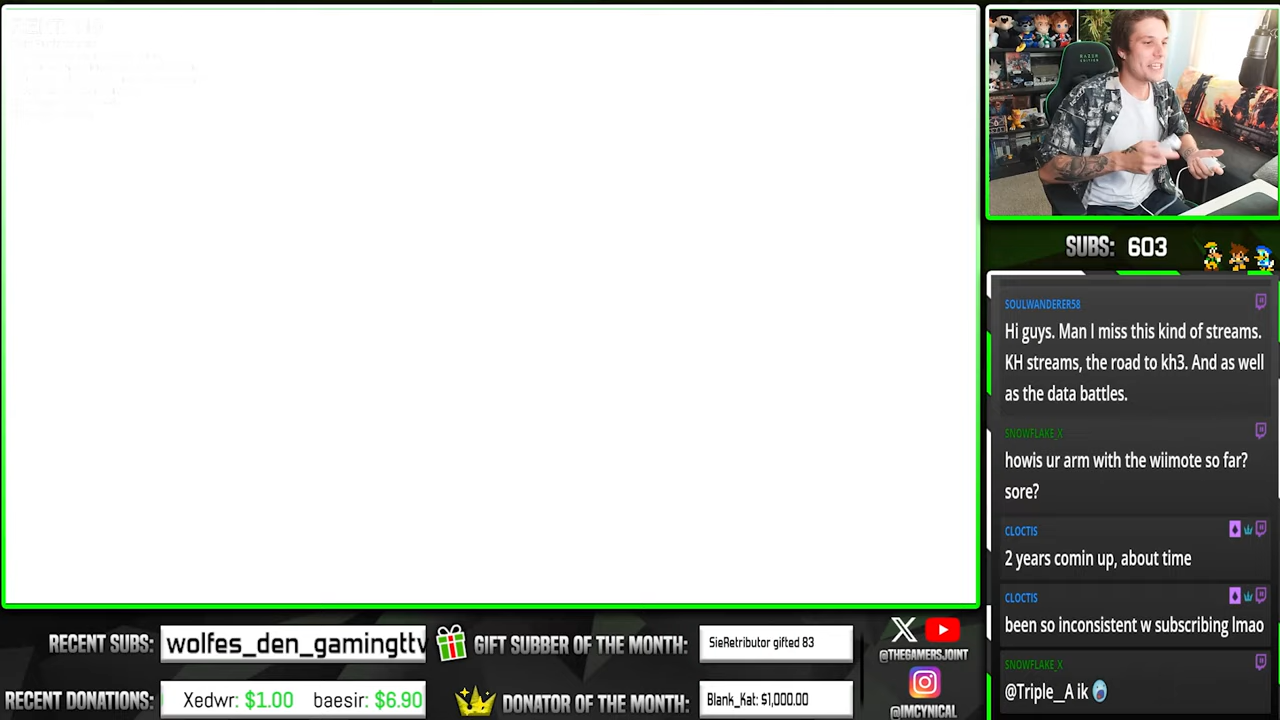 RAZER
SUBS: 603
SOULWANDERER58
Hi guys. Man I miss this kind of streams.
KH streams, the road to kh3. And as well
as the data battles.
SNOWFLAKE_X
howis ur arm with the wiimote so far?
sore?
CLOCTIS
2 years comin up, about time
CLOCTIS
been so inconsistent w subscribing lmao
SNOWFLAKE_X
@Triple__A ik
RECENT SUBS: wolfes_den_gamingttv
GIFT SUBBER OF THE MONTH: SieRetributor gifted 83
@THEGAMERSJOINT
RECENT DONATIONS: Xedwr: $1.00 baesir: $6.90
DONATOR OF THE MONTH: Blank_Kat: $1,000.00
@IMCYNICAL